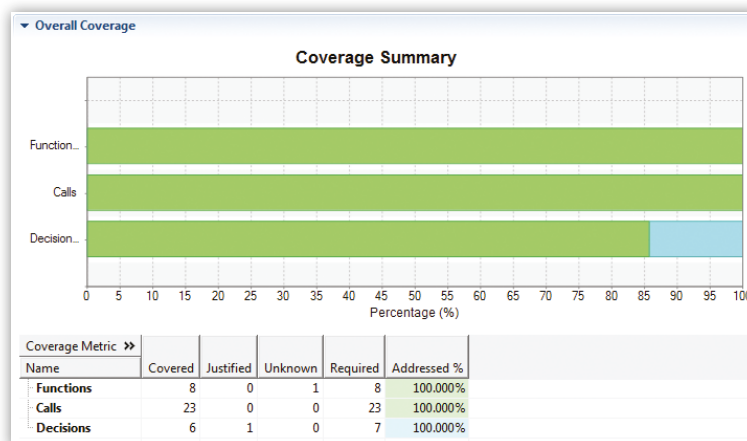 Overall Coverage
Coverage Summary
Function...
Calls
Decision...
0 5 10 15 20 25 30 35 40 45 50 55 60 65 70 75 80 85 90 95 100
Percentage (%)
Coverage Metric »
Name Covered Justified Unknown Required Addressed %
Functions 8 0 1 8 100.000%
Calls 23 0 0 23 100.000%
Decisions 6 1 0 7 100.000%